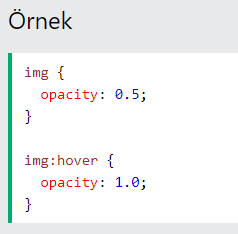 Örnek
img {
  opacity: 0.5;
}

img:hover {
  opacity: 1.0;
}